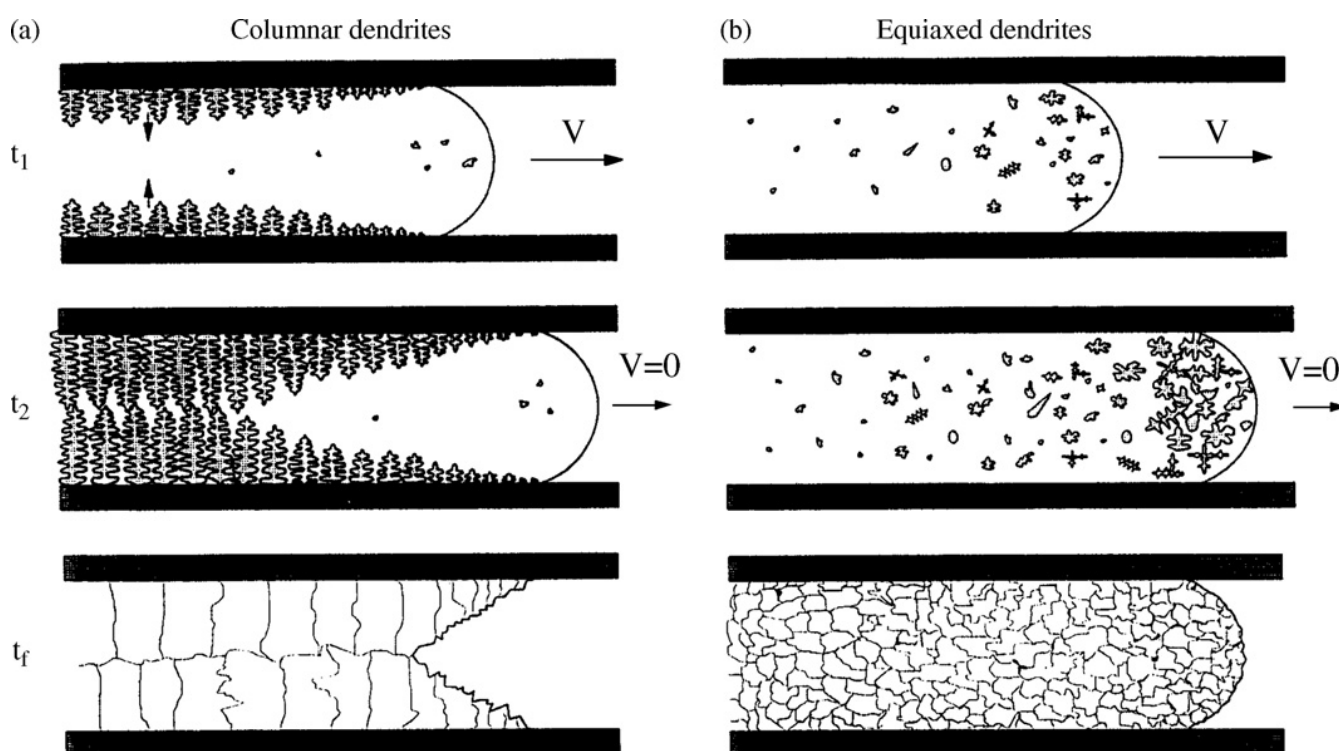 (a) Columnar dendrites
(b) Equiaxed dendrites
t1
V
V
t2
V=0
V=0
tf